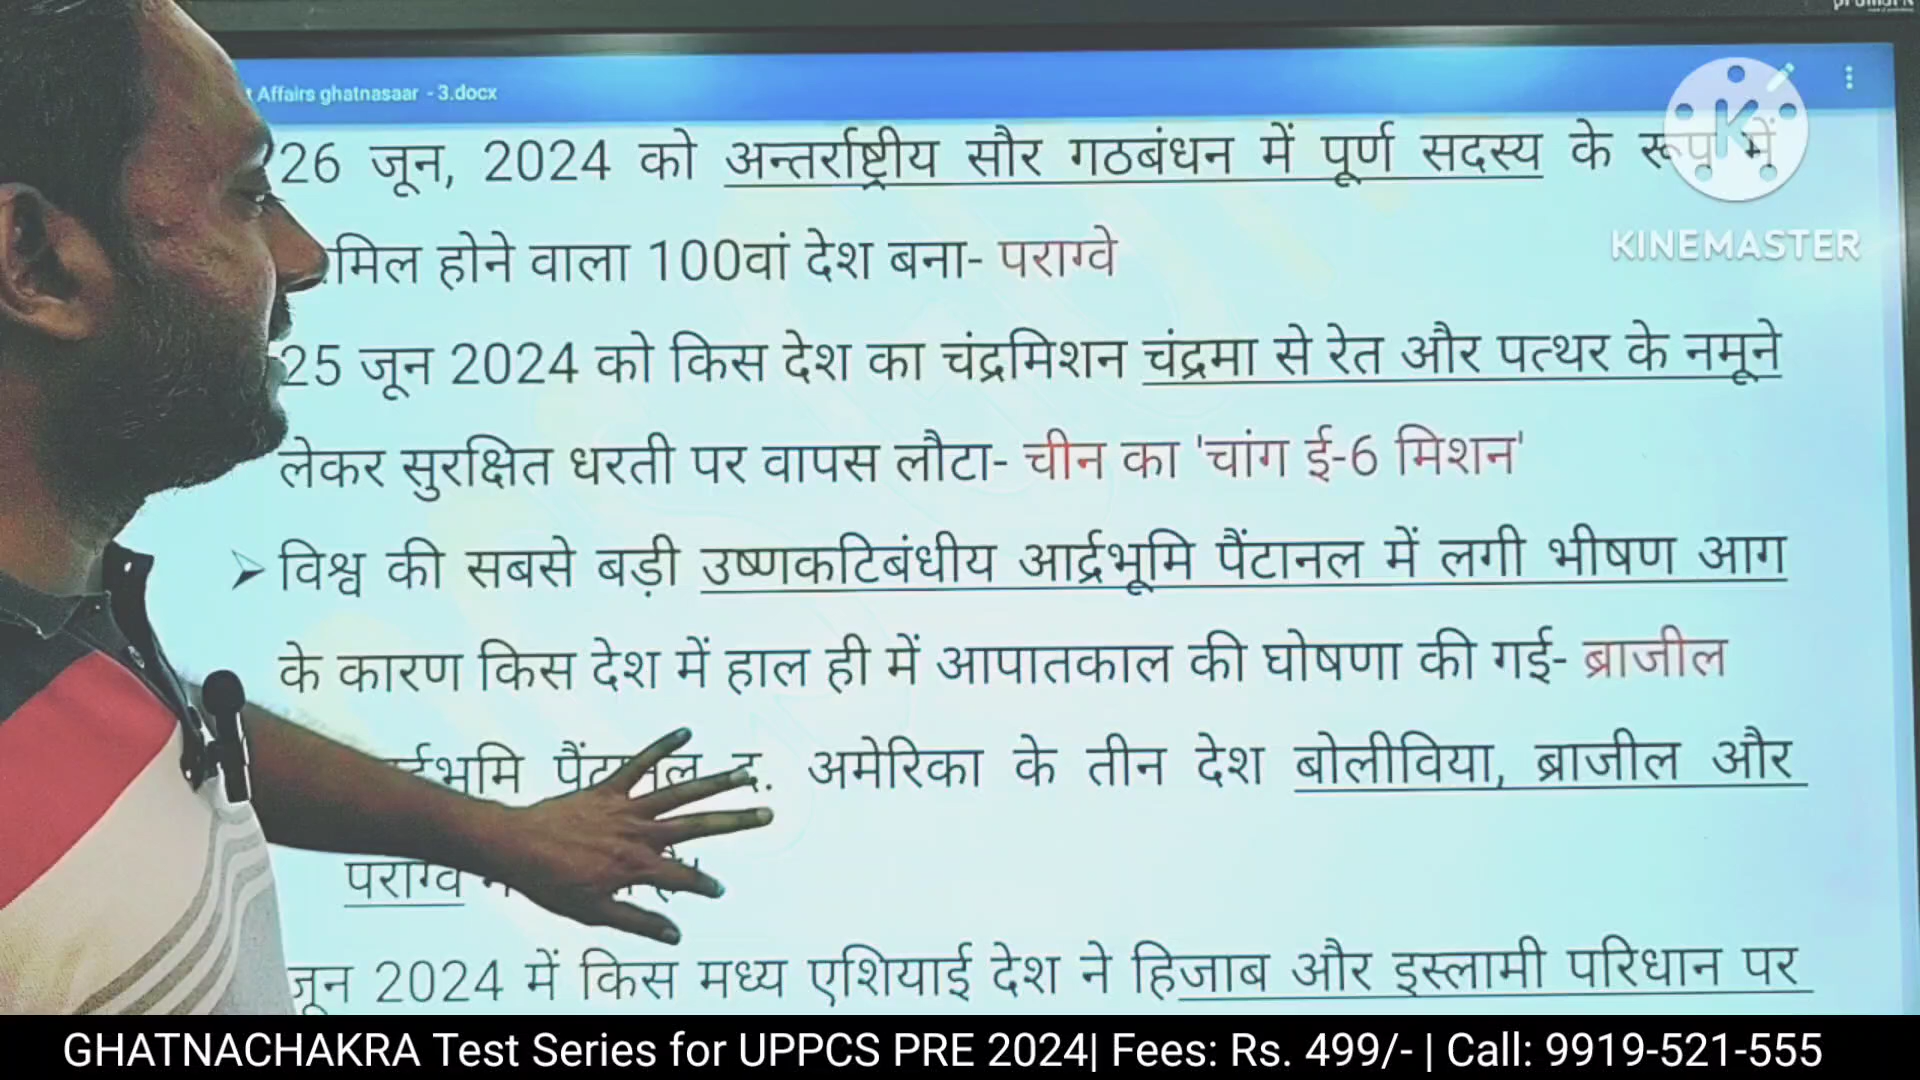 Affairs ghatnasaar - 3.docx
26 जून, 2024 को अन्तर्राष्ट्रीय सौर गठबंधन में पूर्ण सदस्य के रूप में
मिल होने वाला 100वां देश बना- पराग्वे
25 जून 2024 को किस देश का चंद्रमिशन चंद्रमा से रेत और पत्थर के नमूने
लेकर सुरक्षित धरती पर वापस लौटा- चीन का 'चांग ई-6 मिशन'
➢ विश्व की सबसे बड़ी उष्णकटिबंधीय आर्द्रभूमि पैंटानल में लगी भीषण आग
के कारण किस देश में हाल ही में आपातकाल की घोषणा की गई- ब्राजील
पैंटानल द. अमेरिका के तीन देश बोलीविया, ब्राजील और
पराग्वे
जून 2024 में किस मध्य एशियाई देश ने हिजाब और इस्लामी परिधान पर
KINEMASTER
GHATNACHAKRA Test Series for UPPCS PRE 2024| Fees: Rs. 499/- | Call: 9919-521-555